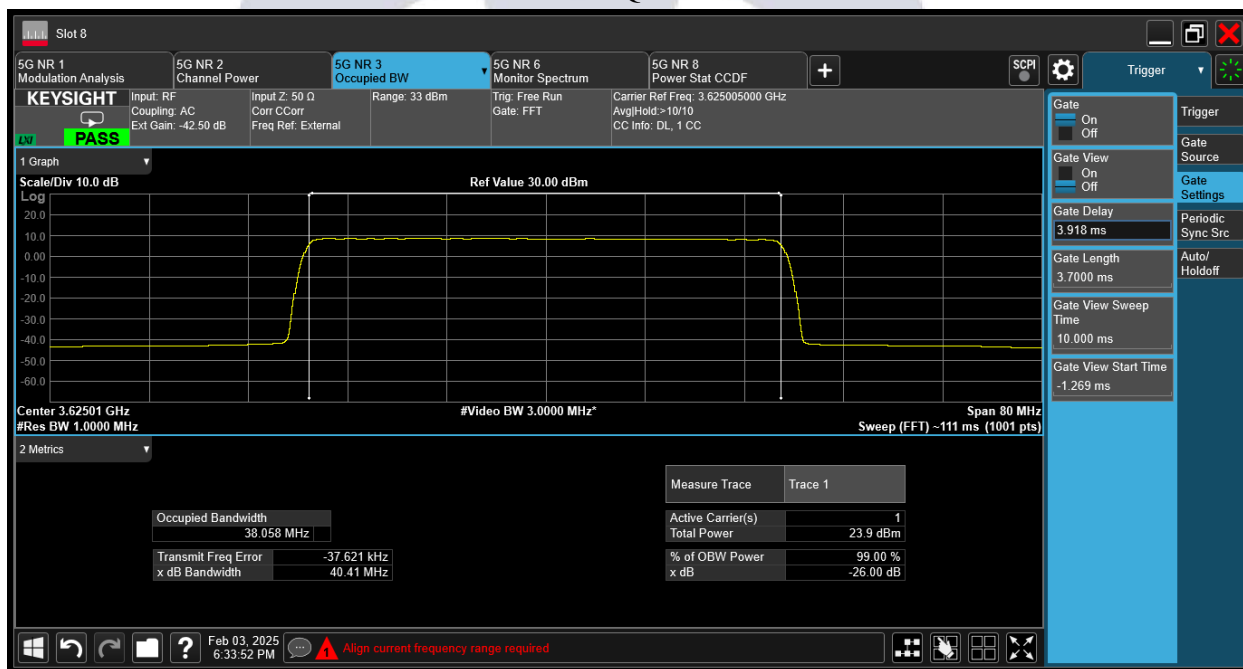 Slot 8
5G NR 1
Modulation Analysis
5G NR 2
Channel Power
5G NR 3
Occupied BW
5G NR 6
Monitor Spectrum
5G NR 8
Power Stat CCDF
+
SCPI
Trigger
KEYSIGHT
LXI
PASS
Input: RF
Coupling: AC
Ext Gain: -42.50 dB
Input Z: 50 Ω
Corr CCorr
Freq Ref: External
Range: 33 dBm
Trig: Free Run
Gate: FFT
Carrier Ref Freq: 3.625005000 GHz
Avg|Hold:>10/10
CC Info: DL, 1 CC
1 Graph
Scale/Div 10.0 dB
Ref Value 30.00 dBm
Log
20.0
10.0
0.00
-10.0
-20.0
-30.0
-40.0
-50.0
-60.0
Center 3.62501 GHz
#Video BW 3.0000 MHz*
Span 80 MHz
#Res BW 1.0000 MHz
Sweep (FFT) ~111 ms (1001 pts)
2 Metrics
Measure Trace Trace 1
Occupied Bandwidth
38.058 MHz
Active Carrier(s) 1
Total Power 23.9 dBm
Transmit Freq Error -37.621 kHz
x dB Bandwidth 40.41 MHz
% of OBW Power 99.00 %
x dB -26.00 dB
Gate
On
Off
Gate View
On
Off
Gate Delay
3.918 ms
Gate Length
3.7000 ms
Gate View Sweep
Time
10.000 ms
Gate View Start Time
-1.269 ms
Trigger
Gate
Source
Gate
Settings
Periodic
Sync Src
Auto/
Holdoff
?
Feb 03, 2025
6:33:52 PM
1
Align current frequency range required